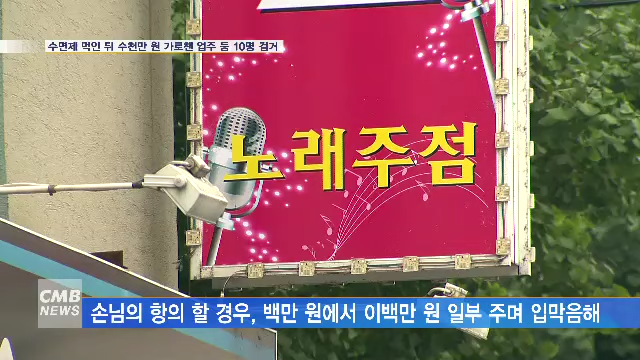 수면제 먹인 뒤 수천만 원 가로챈 업주 등 10명 검거
노래주점
CMB
NEWS
손님의 항의 할 경우, 백만 원에서 이백만 원 일부 주며 입막음해